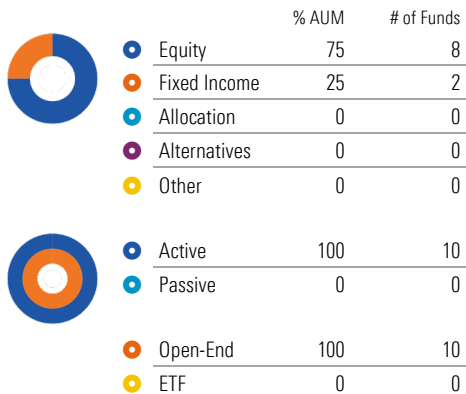 % AUM # of Funds
Equity 75 8
Fixed Income 25 2
Allocation 0 0
Alternatives 0 0
Other 0 0
Active 100 10
Passive 0 0
Open-End 100 10
ETF 0 0